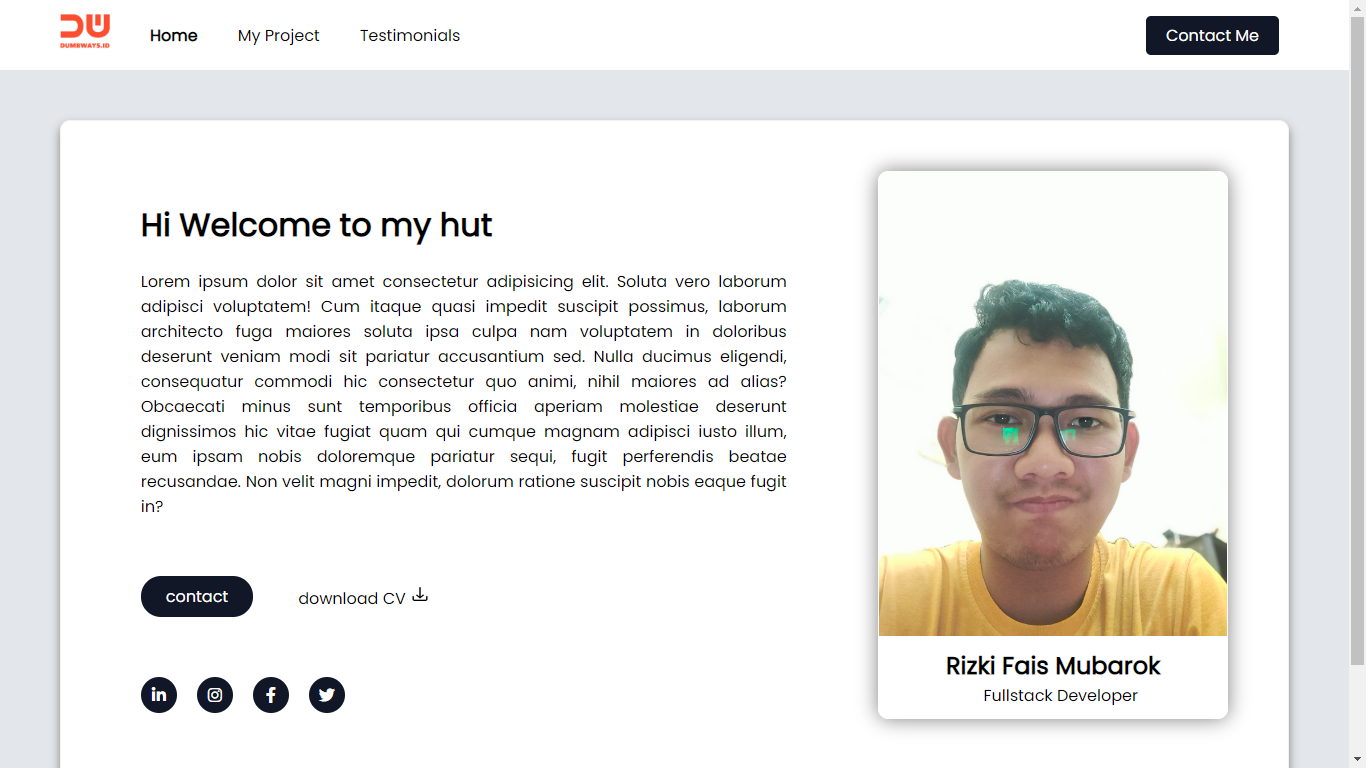 DUMBWAYS.ID
Home
My Project
Testimonials
Contact Me
Hi Welcome to my hut
Lorem ipsum dolor sit amet consectetur adipisicing elit. Soluta vero laborum
adipisci voluptatem! Cum itaque quasi impedit suscipit possimus, laborum
architecto fuga maiores soluta ipsa culpa nam voluptatem in doloribus
deserunt veniam modi sit pariatur accusantium sed. Nulla ducimus eligendi,
consequatur commodi hic consectetur quo animi, nihil maiores ad alias?
Obcaecati minus sunt temporibus officia aperiam molestiae deserunt
dignissimos hic vitae fugiat quam qui cumque magnam adipisci iusto illum,
eum ipsam nobis doloremque pariatur sequi, fugit perferendis beatae
recusandae. Non velit magni impedit, dolorum ratione suscipit nobis eaque fugit
in?
contact
download CV
Rizki Fais Mubarok
Fullstack Developer